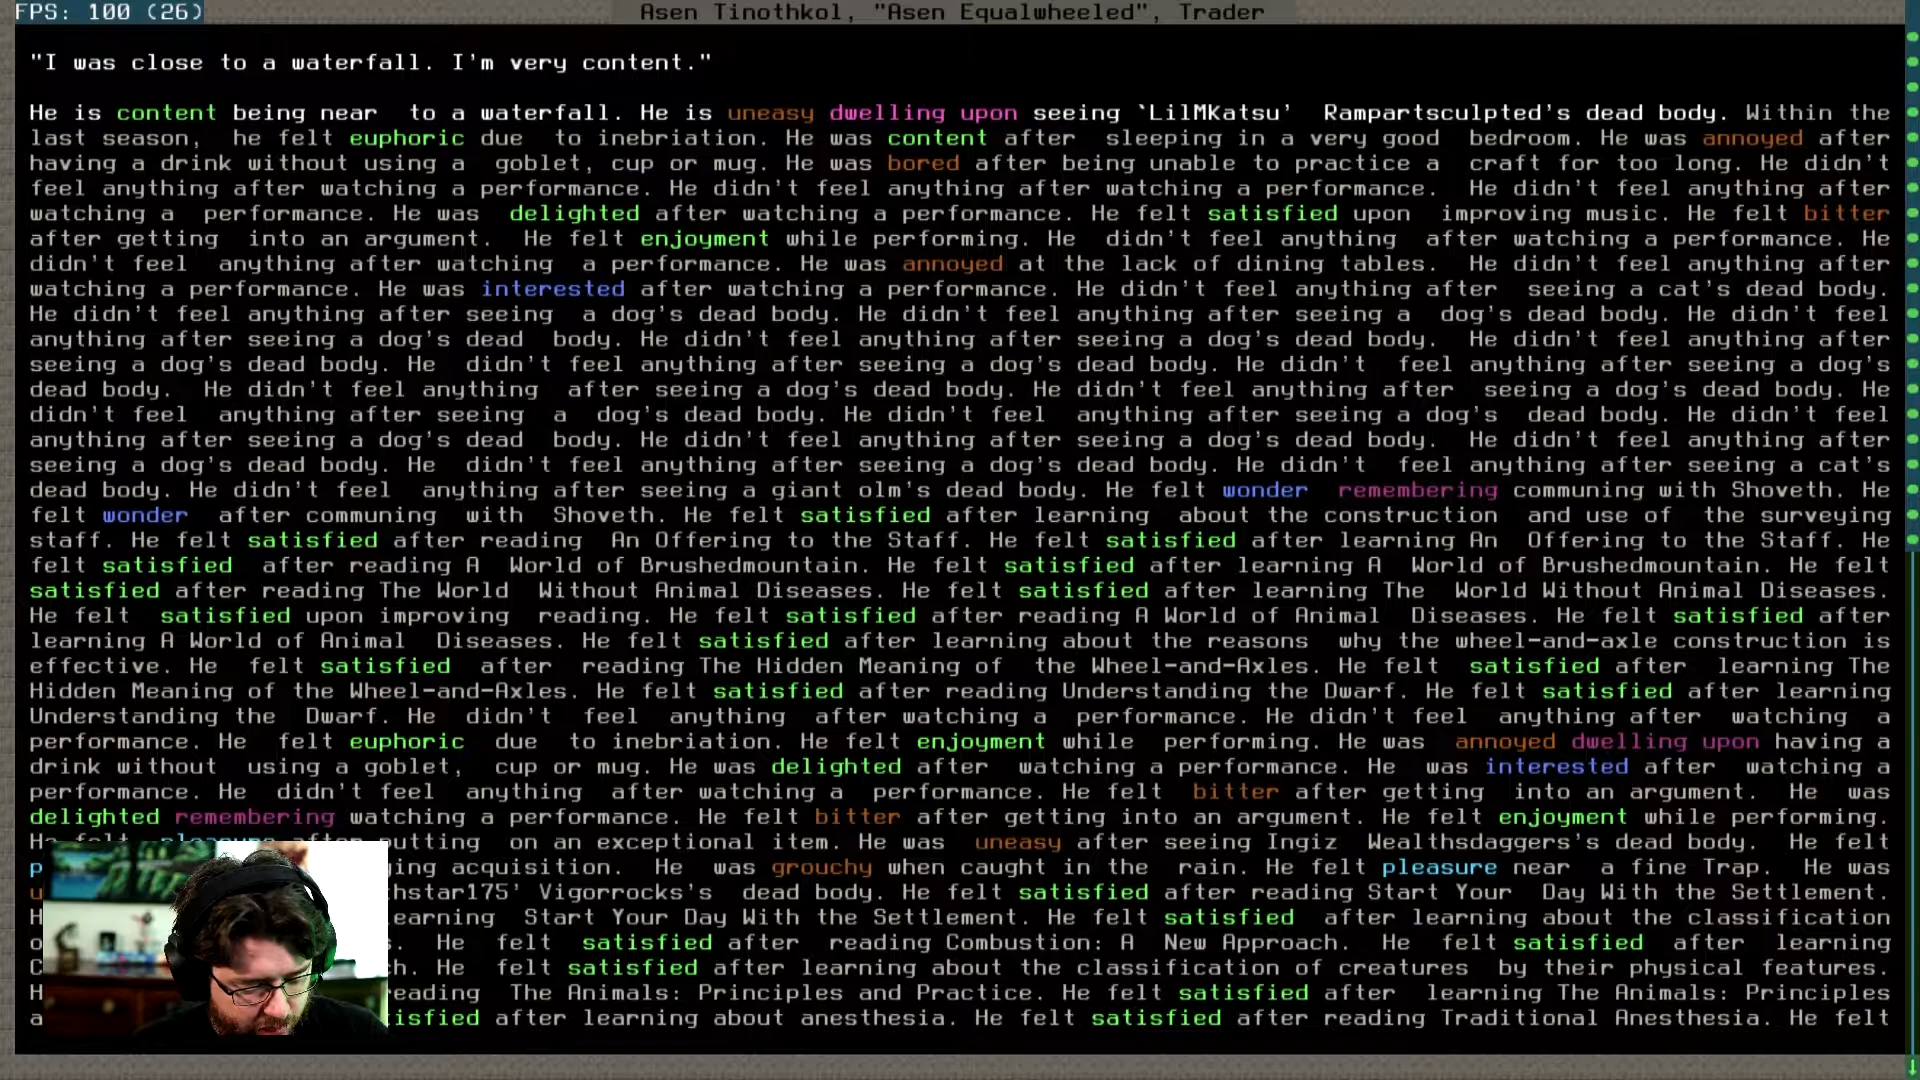 FPS: 100 (26)
Asen Tinothkol, "Asen Equalwheeled", Trader
"I was close to a waterfall. I'm very content."
He is content being near to a waterfall. He is uneasy dwelling upon seeing `LilMKatsu' Rampartsculpted's dead body. Within the
last season, he felt euphoric due to inebriation. He was content after sleeping in a very good bedroom. He was annoyed after
having a drink without using a goblet, cup or mug. He was bored after being unable to practice a craft for too long. He didn't
feel anything after watching a performance. He didn't feel anything after watching a performance. He didn't feel anything after
watching a performance. He was delighted after watching a performance. He felt satisfied upon improving music. He felt bitter
after getting into an argument. He felt enjoyment while performing. He didn't feel anything after watching a performance. He
didn't feel anything after watching a performance. He was annoyed at the lack of dining tables. He didn't feel anything after
watching a performance. He was interested after watching a performance. He didn't feel anything after seeing a cat's dead body.
He didn't feel anything after seeing a dog's dead body. He didn't feel anything after seeing a dog's dead body. He didn't feel
anything after seeing a dog's dead body. He didn't feel anything after seeing a dog's dead body. He didn't feel anything after
seeing a dog's dead body. He didn't feel anything after seeing a dog's dead body. He didn't feel anything after seeing a dog's
dead body. He didn't feel anything after seeing a dog's dead body. He didn't feel anything after seeing a dog's dead body. He
didn't feel anything after seeing a dog's dead body. He didn't feel anything after seeing a dog's dead body. He didn't feel
anything after seeing a dog's dead body. He didn't feel anything after seeing a dog's dead body. He didn't feel anything after
seeing a dog's dead body. He didn't feel anything after seeing a dog's dead body. He didn't feel anything after seeing a cat's
dead body. He didn't feel anything after seeing a giant olm's dead body. He felt wonder remembering communing with Shoveth. He
felt wonder after communing with Shoveth. He felt satisfied after learning about the construction and use of the surveying
staff. He felt satisfied after reading An Offering to the Staff. He felt satisfied after learning An Offering to the Staff. He
felt satisfied after reading A World of Brushedmountain. He felt satisfied after learning A World of Brushedmountain. He felt
satisfied after reading The World Without Animal Diseases. He felt satisfied after learning The World Without Animal Diseases.
He felt satisfied upon improving reading. He felt satisfied after reading A World of Animal Diseases. He felt satisfied after
learning A World of Animal Diseases. He felt satisfied after learning about the reasons why the wheel-and-axle construction is
effective. He felt satisfied after reading The Hidden Meaning of the Wheel-and-Axles. He felt satisfied after learning The
Hidden Meaning of the Wheel-and-Axles. He felt satisfied after reading Understanding the Dwarf. He felt satisfied after learning
Understanding the Dwarf. He didn't feel anything after watching a performance. He didn't feel anything after watching a
performance. He felt euphoric due to inebriation. He felt enjoyment while performing. He was annoyed dwelling upon having a
drink without using a goblet, cup or mug. He was delighted after watching a performance. He was interested after watching a
performance. He didn't feel anything after watching a performance. He felt bitter after getting into an argument. He was
delighted remembering watching a performance. He felt bitter after getting into an argument. He felt enjoyment while performing.
He felt pleasure after putting on an exceptional item. He was uneasy after seeing Ingiz Wealthsdaggers's dead body. He felt
acquisition. He was grouchy when caught in the rain. He felt pleasure near a fine Trap. He was
Vigorrocks's dead body. He felt satisfied after reading Start Your Day With the Settlement.
learning Start Your Day With the Settlement. He felt satisfied after learning about the classification
He felt satisfied after reading Combustion: A New Approach. He felt satisfied after learning
He felt satisfied after learning about the classification of creatures by their physical features.
reading The Animals: Principles and Practice. He felt satisfied after learning The Animals: Principles
satisfied after learning about anesthesia. He felt satisfied after reading Traditional Anesthesia. He felt